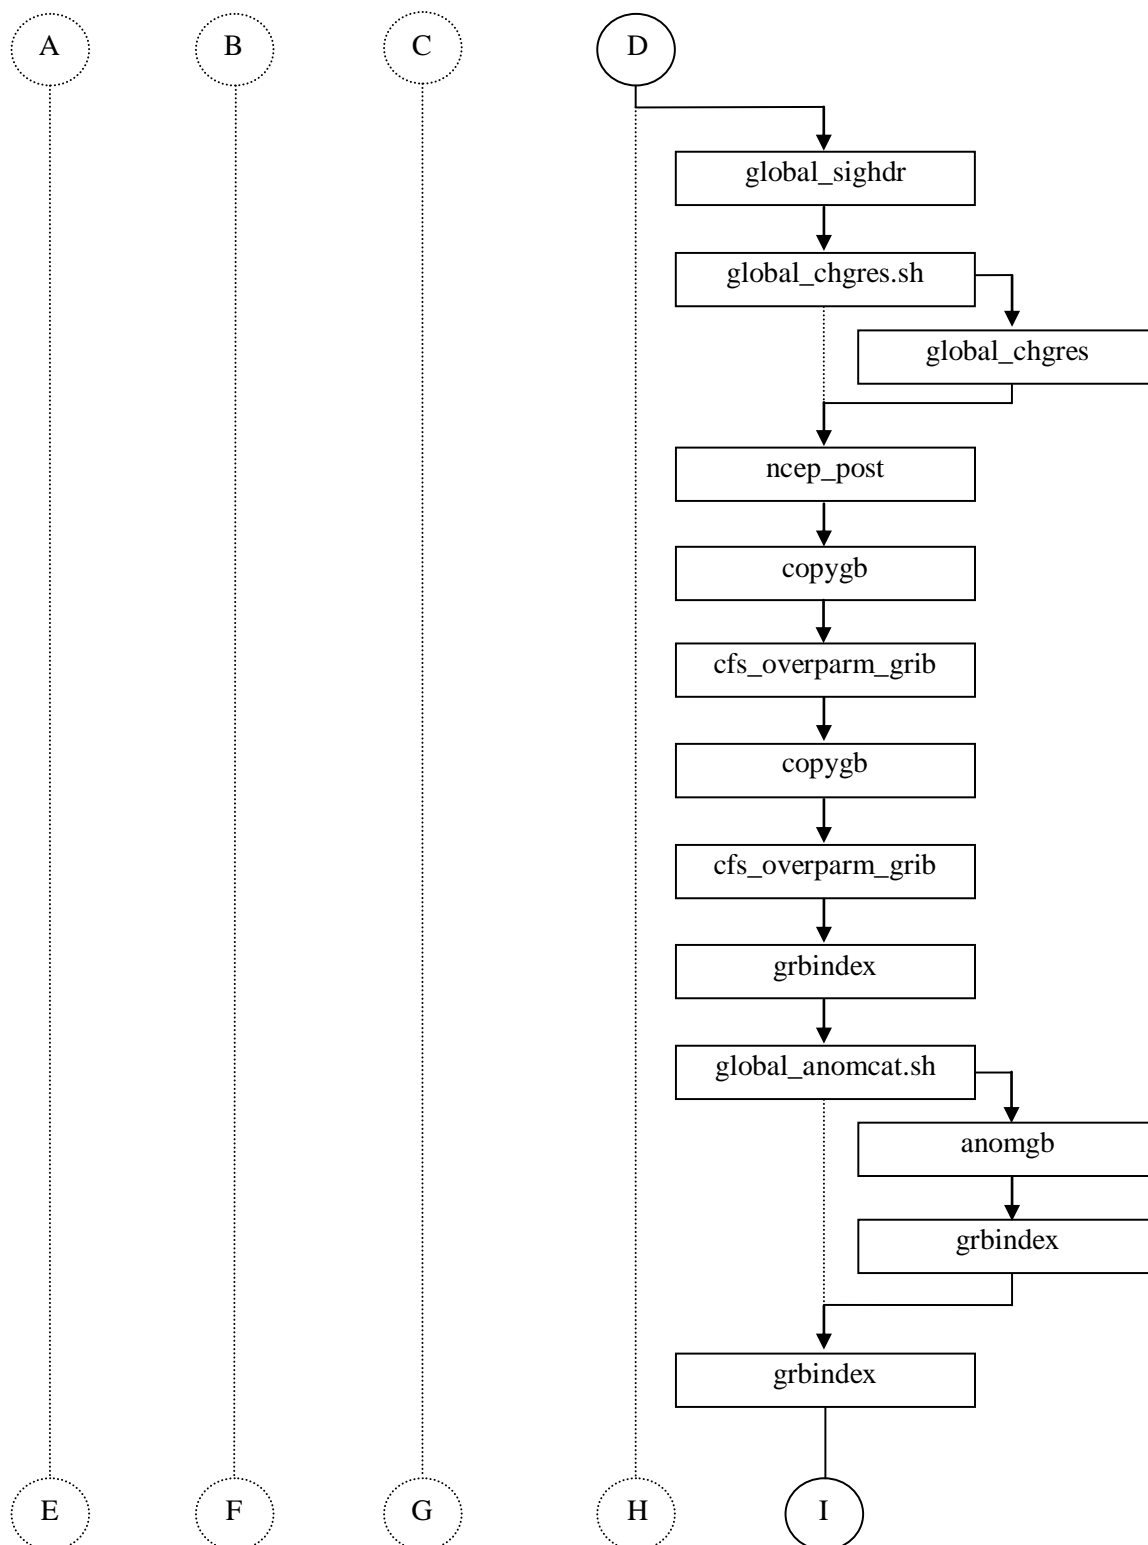 A B C D
global_sighdr
global_chgres.sh
global_chgres
ncep_post
copygb
cfs_overparm_grib
copygb
cfs_overparm_grib
grbindex
global_anomcat.sh
anomgb
grbindex
grbindex
E F G H I